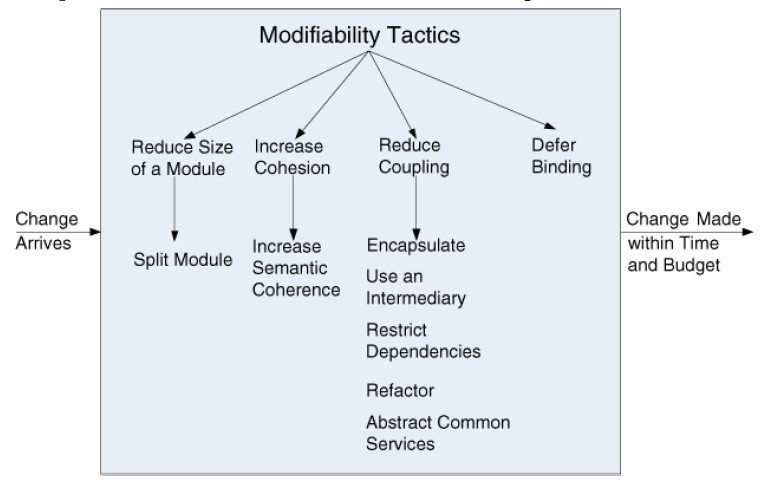 Modifiability Tactics
Reduce Size
of a Module
Increase
Cohesion
Reduce
Coupling
Defer
Binding
Change
Arrives
Split Module
Increase
Semantic
Coherence
Encapsulate
Use an
Intermediary
Restrict
Dependencies
Refactor
Abstract Common
Services
Change Made
within Time
and Budget